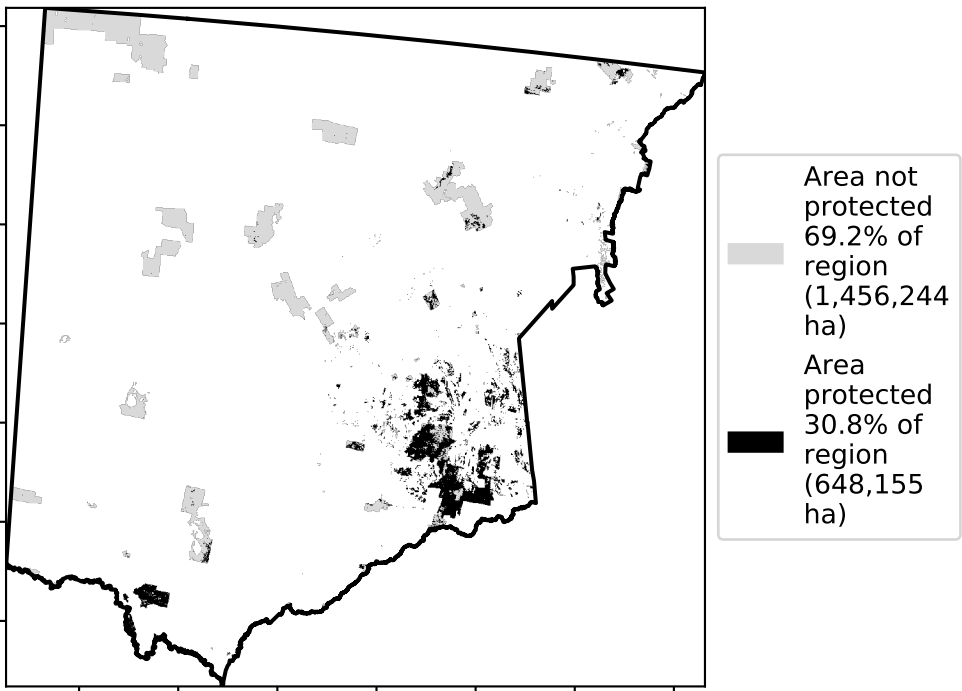 Area not
protected
69.2% of
region
(1,456,244
ha)
Area
protected
30.8% of
region
(648,155
ha)